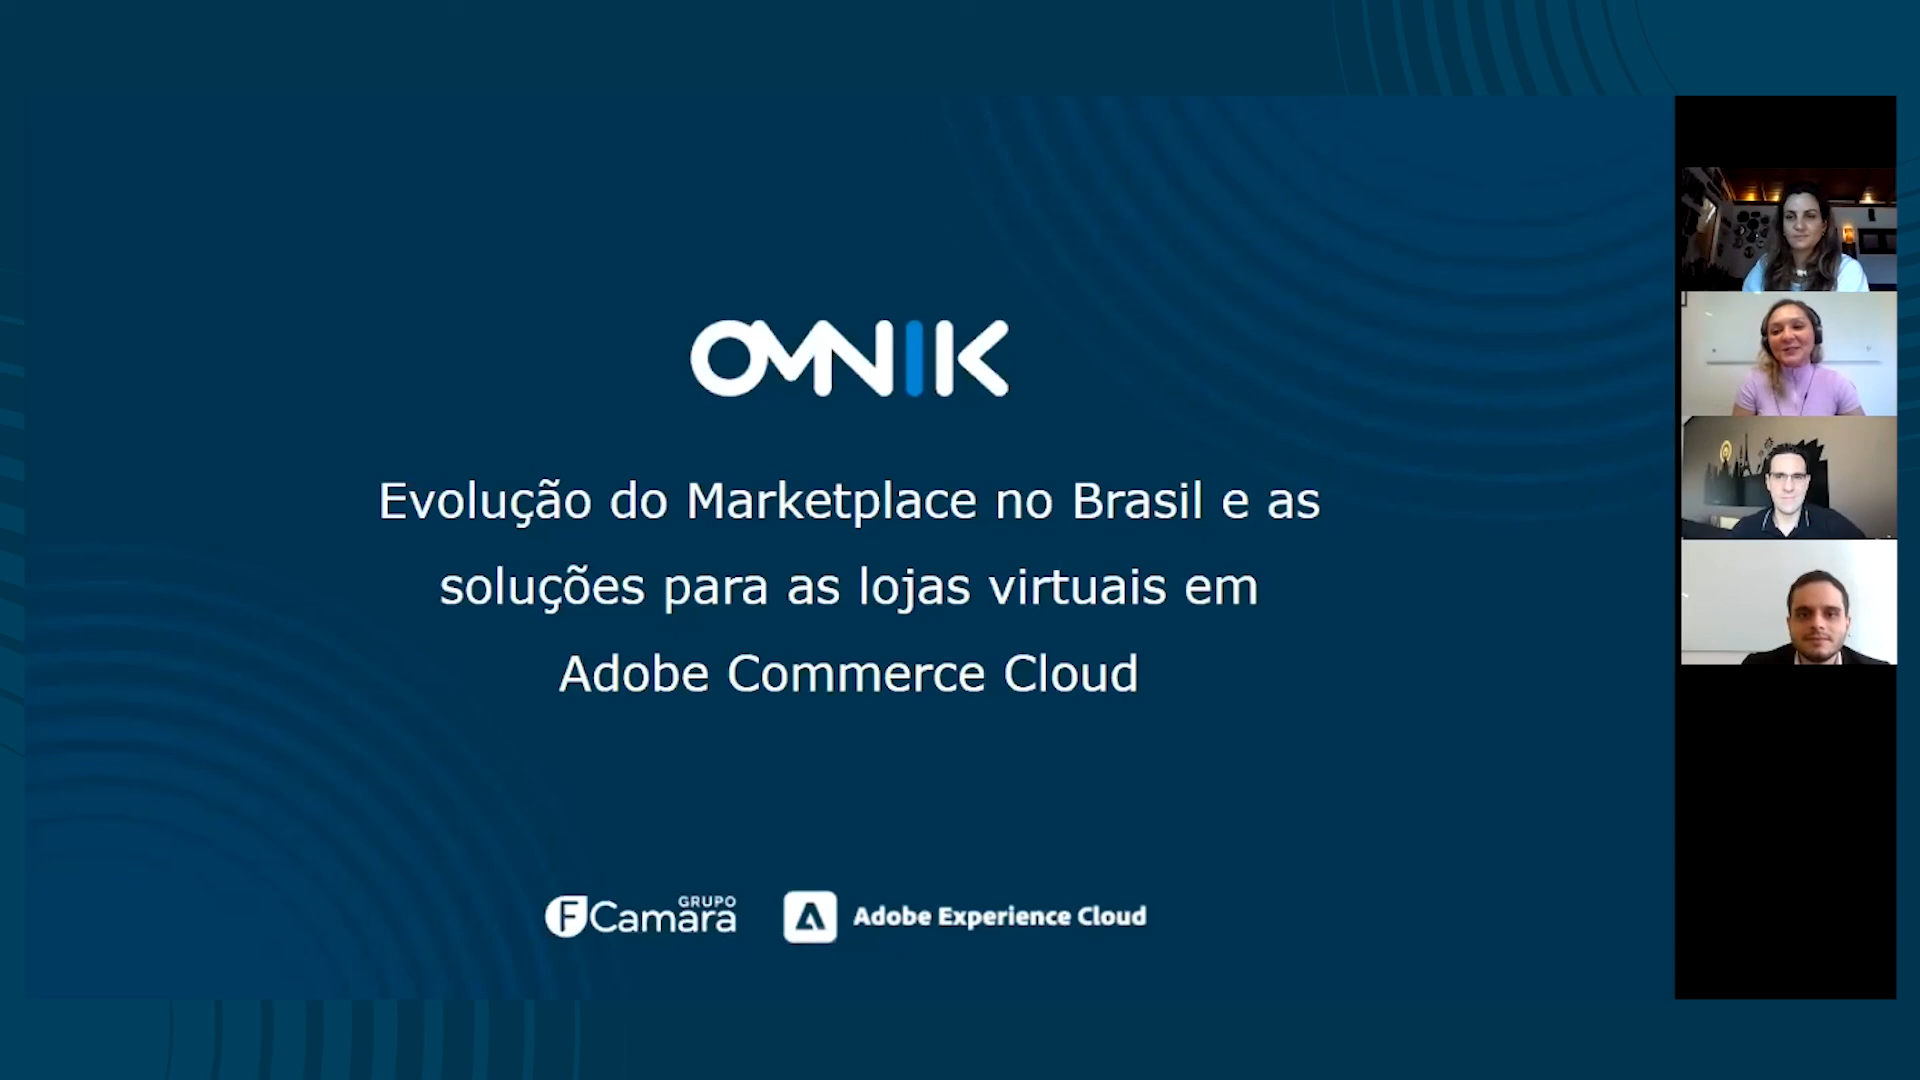 OMNIK
Evolução do Marketplace no Brasil e as
soluções para as lojas virtuais em
Adobe Commerce Cloud
FCamara GRUPO
Adobe Experience Cloud